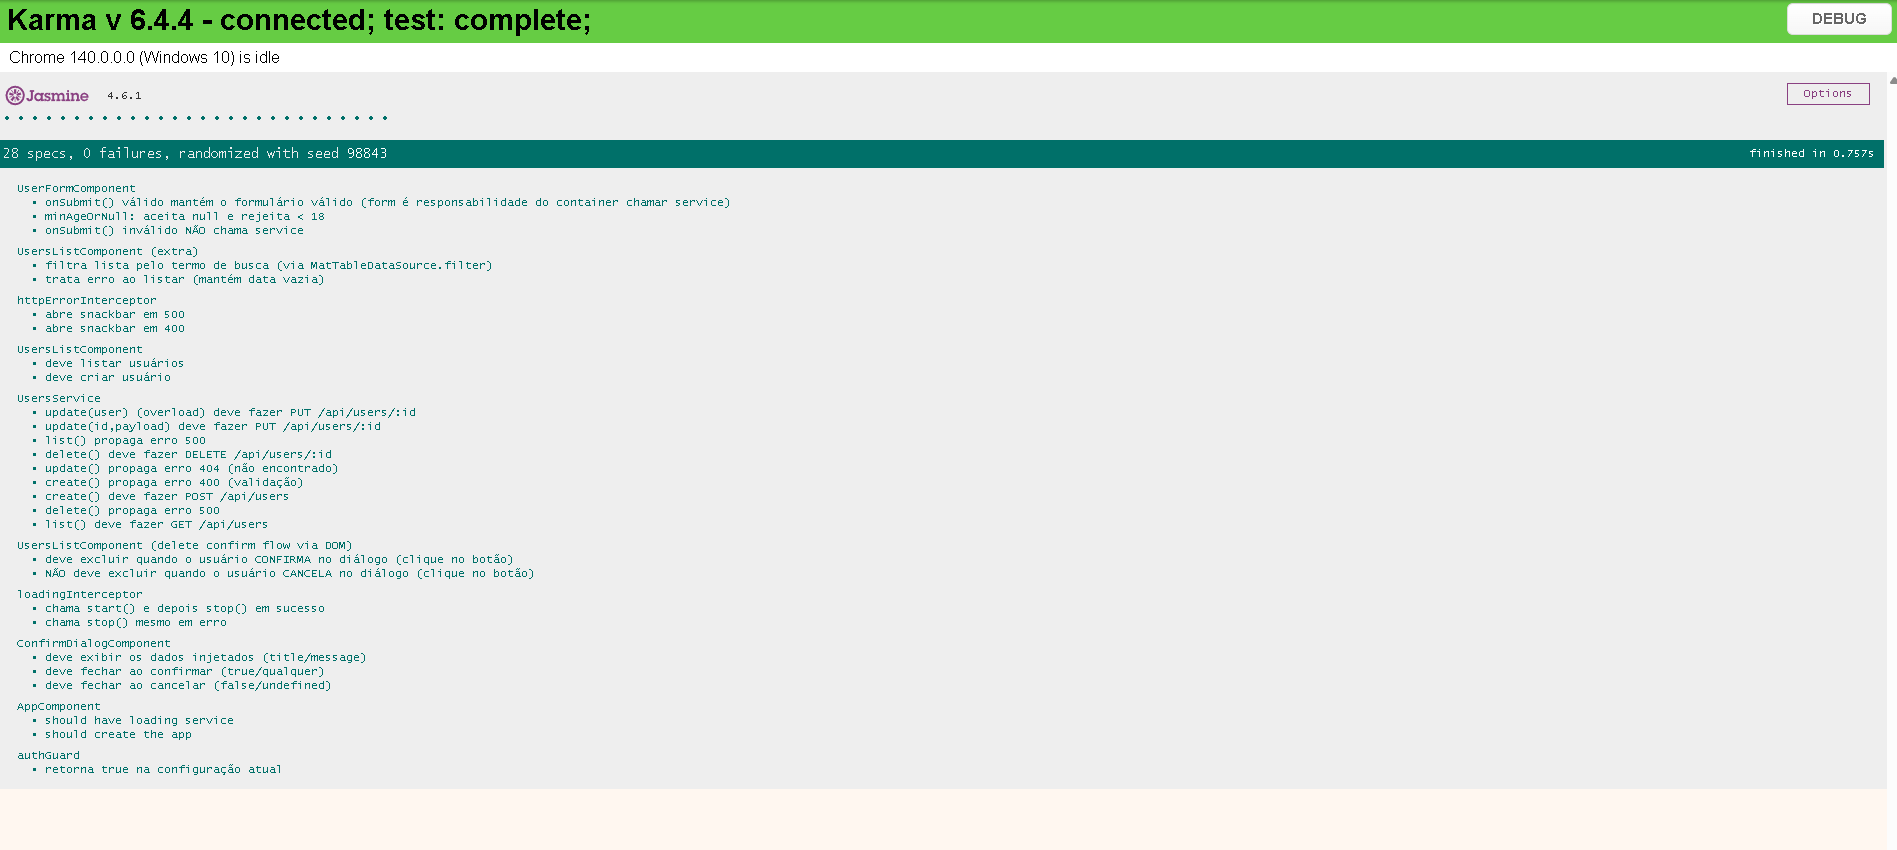 Karma v 6.4.4 - connected; test: complete;
DEBUG
Chrome 140.0.0.0 (Windows 10) is idle
Jasmine 4.6.1
Options
28 specs, 0 failures, randomized with seed 98843
finished in 0.757s
UserFormComponent
• onSubmit() válido mantém o formulário válido (form é responsabilidade do container chamar service)
• minAgeOrNull: aceita null e rejeita < 18
• onSubmit() inválido NÃO chama service
UsersListComponent (extra)
• filtra lista pelo termo de busca (via MatTableDataSource.filter)
• trata erro ao listar (mantém data vazia)
httpErrorInterceptor
• abre snackbar em 500
• abre snackbar em 400
UsersListComponent
• deve listar usuários
• deve criar usuário
UsersService
• update(user) (overload) deve fazer PUT /api/users/:id
• update(id,payload) deve fazer PUT /api/users/:id
• list() propaga erro 500
• delete() deve fazer DELETE /api/users/:id
• update() propaga erro 404 (não encontrado)
• create() propaga erro 400 (validação)
• create() deve fazer POST /api/users
• delete() propaga erro 500
• list() deve fazer GET /api/users
UsersListComponent (delete confirm flow via DOM)
• deve excluir quando o usuário CONFIRMA no diálogo (clique no botão)
• NÃO deve excluir quando o usuário CANCELA no diálogo (clique no botão)
loadingInterceptor
• chama start() e depois stop() em sucesso
• chama stop() mesmo em erro
ConfirmDialogComponent
• deve exibir os dados injetados (title/message)
• deve fechar ao confirmar (true/qualquer)
• deve fechar ao cancelar (false/undefined)
AppComponent
• should have loading service
• should create the app
authGuard
• retorna true na configuração atual